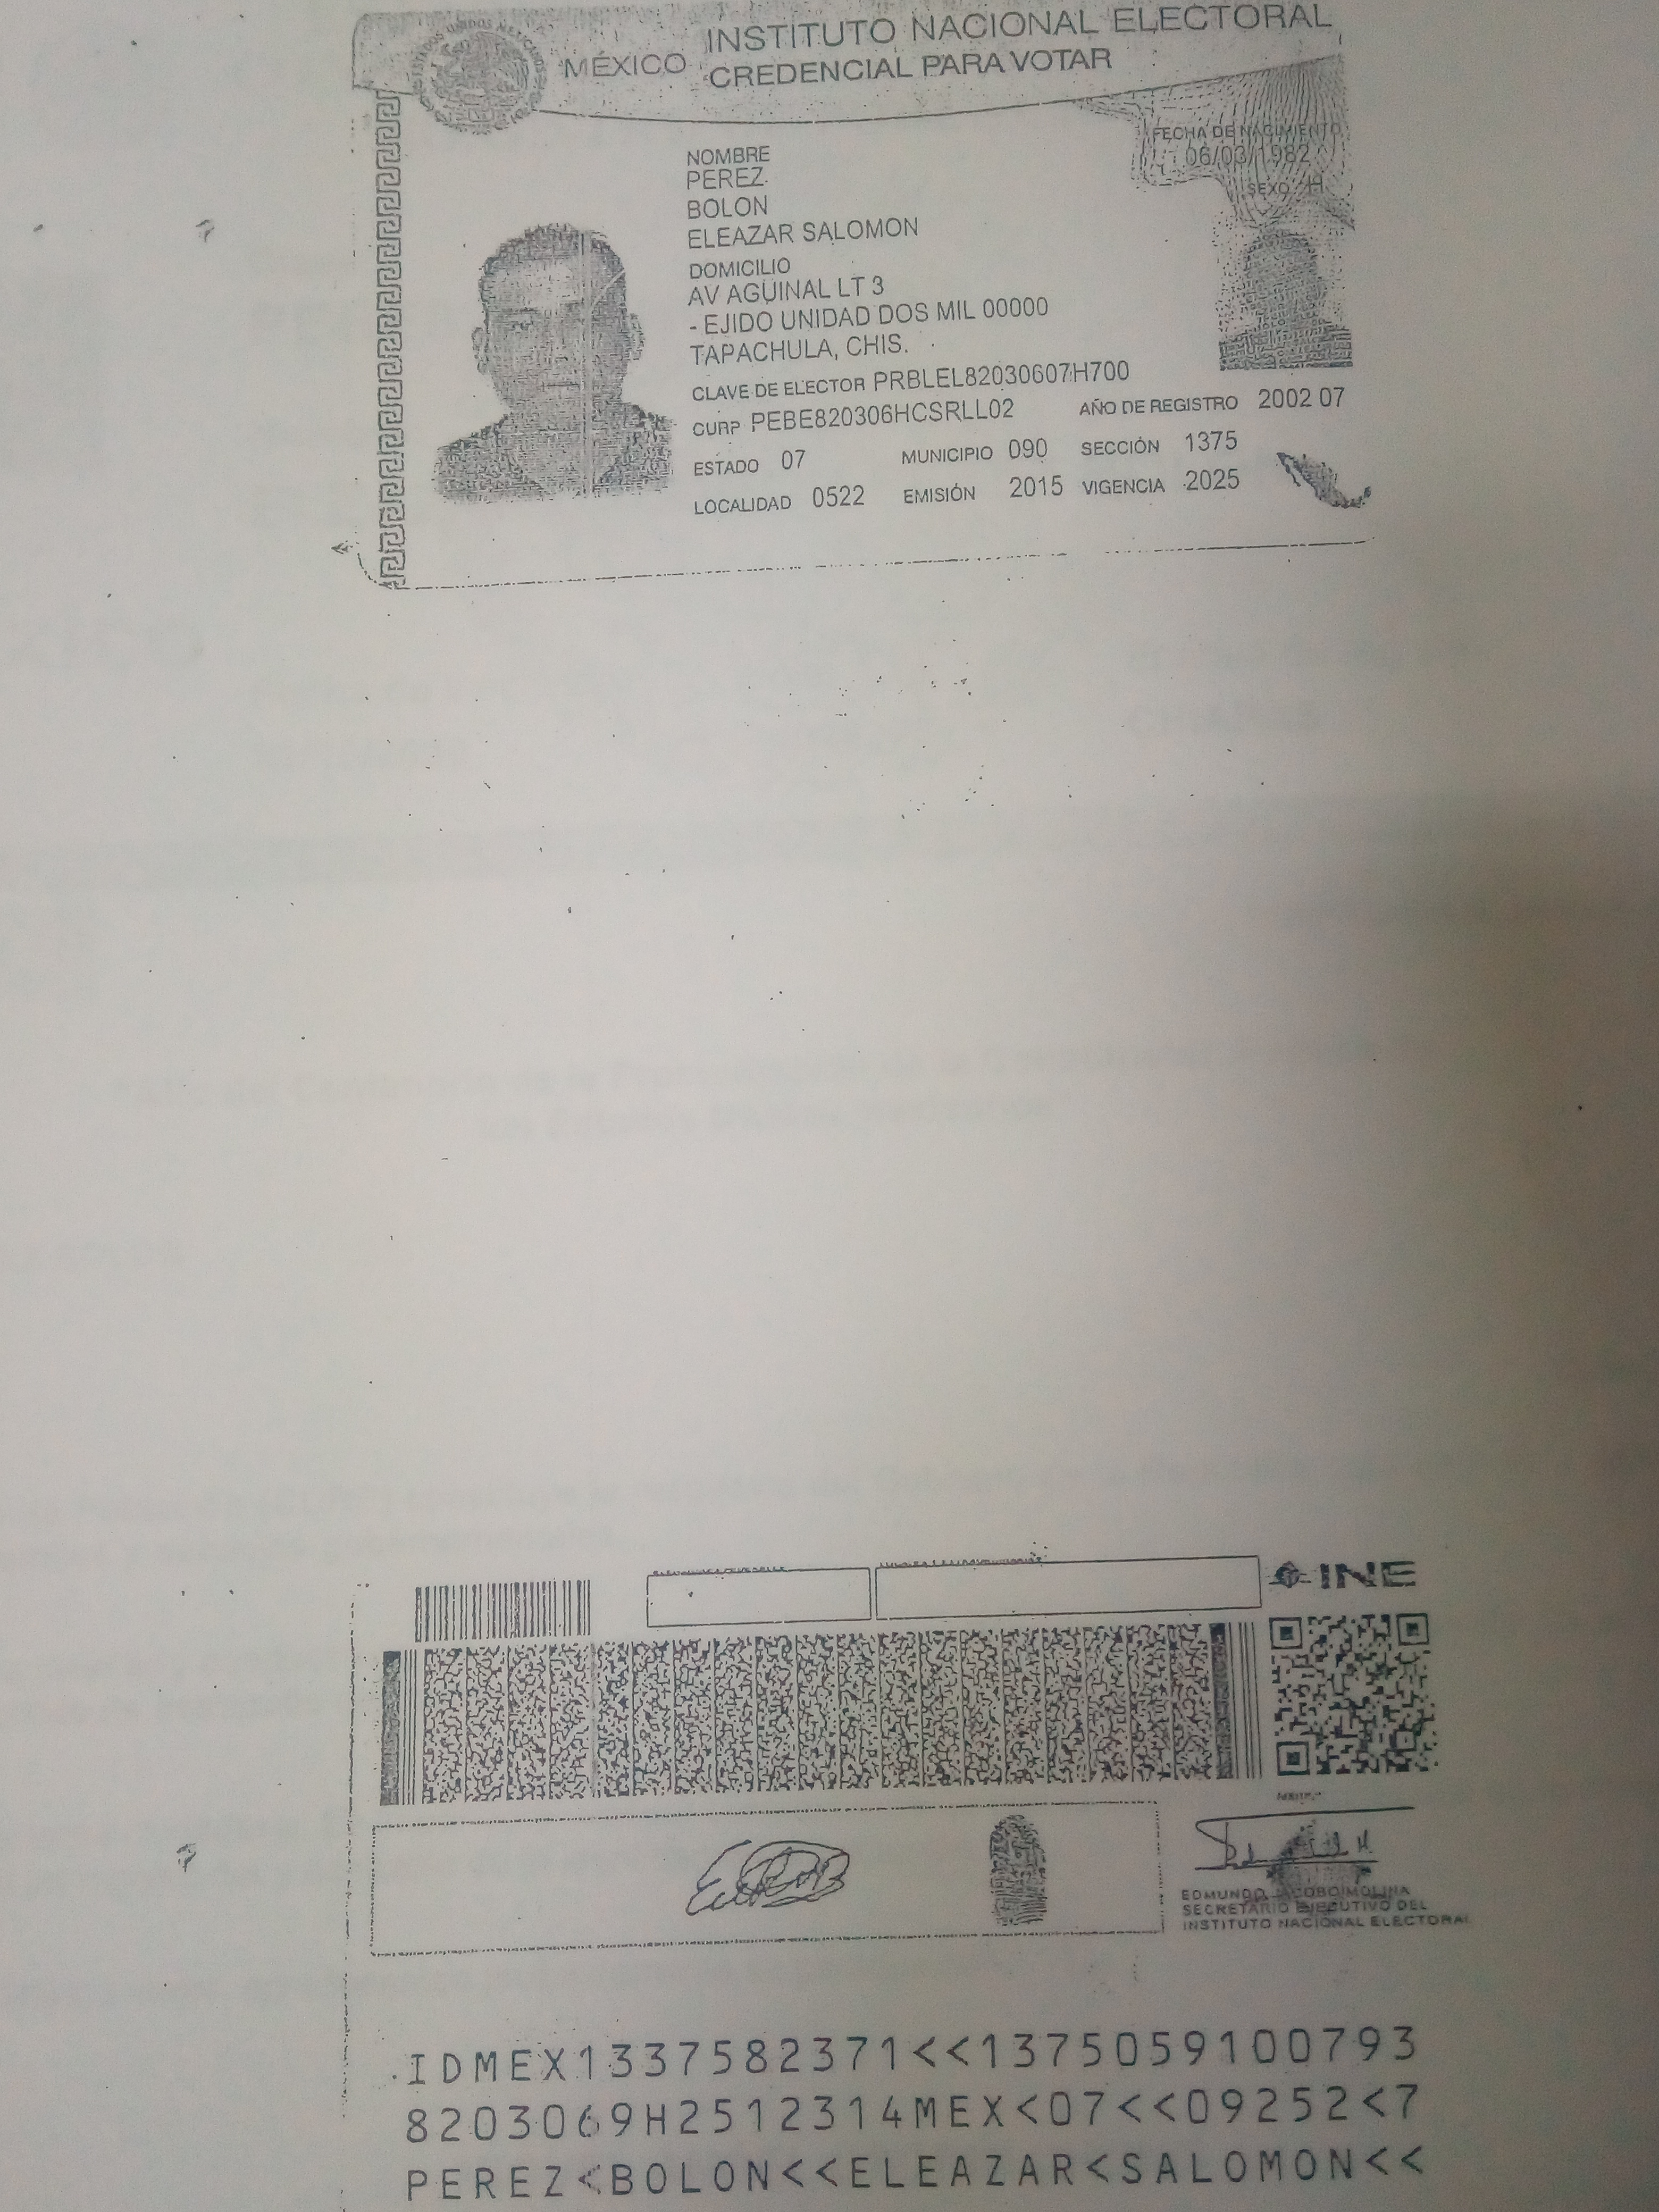 INSTITUTO NACIONAL ELECTORAL
MÉXICO CREDENCIAL PARA VOTAR
FECHA DE NACIMIENTO
06/03/1982
SEXO H
NOMBRE
PEREZ
BOLON
ELEAZAR SALOMON
DOMICILIO
AV AGUINAL LT 3
- EJIDO UNIDAD DOS MIL 00000
TAPACHULA, CHIS.
CLAVE DE ELECTOR PRBLEL82030607H700
CURP PEBE820306HCSRLL02 AÑO DE REGISTRO 2002 07
ESTADO 07 MUNICIPIO 090 SECCIÓN 1375
LOCALIDAD 0522 EMISIÓN 2015 VIGENCIA 2025
INE
EDMUNDO JACOBO MOLINA
SECRETARIO EJECUTIVO DEL
INSTITUTO NACIONAL ELECTORAL
IDMEX1337582371<<1375059100793
8203069H2512314MEX<07<<09252<7
PEREZ<BOLON<<ELEAZAR<SALOMON<<